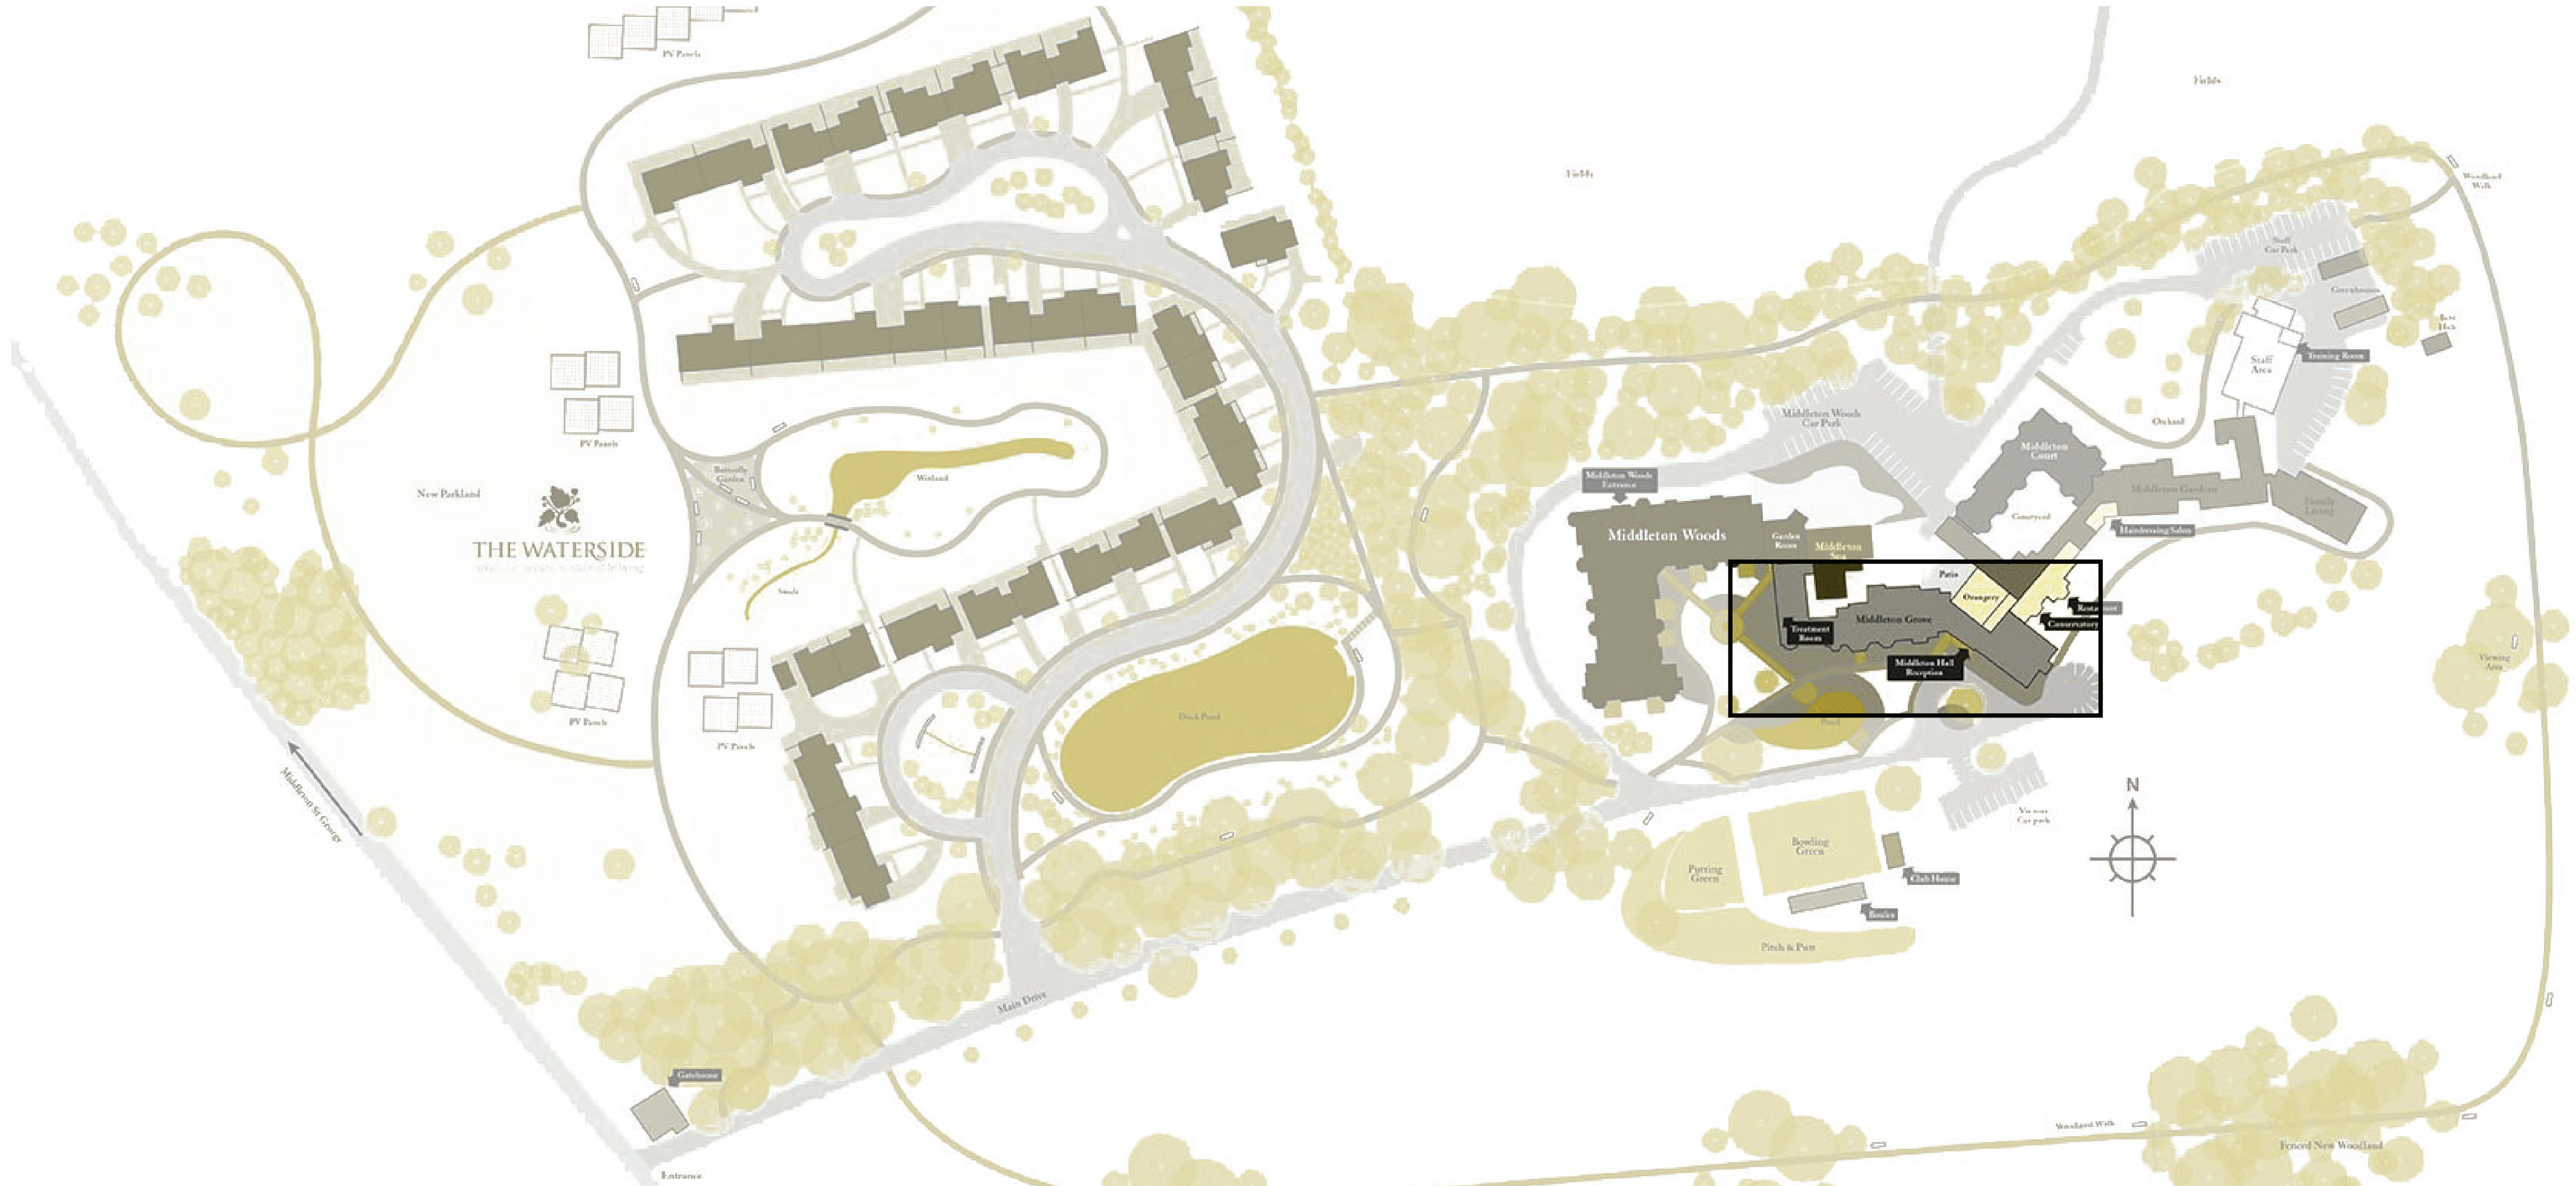 PV Panels
Fields
Fields
Woodland
Walk
Staff
Car Park
Greenhouses
Training Room
Staff
Area
Orchard
Middleton Woods
Car Park
Middleton
Court
Middleton Gardens
Family
Living
Courtyard
Hairdressing Salon
Middleton Woods
Entrance
Middleton Woods
Garden
Room
Middleton
Spa
Patio
Orangery
Restaurant
Conservatory
Middleton Grove
Treatment
Room
Middleton Hall
Reception
Pond
PV Panels
Butterfly
Garden
Wetland
New Parkland
THE WATERSIDE
Swale
PV Panels
PV Panels
Duck Pond
Viewing
Area
N
Visitors
Car park
Bowling
Green
Putting
Green
Club House
Pitch & Putt
Middleton St George
Main Drive
Gatehouse
Entrance
Woodland Walk
Fenced New Woodland